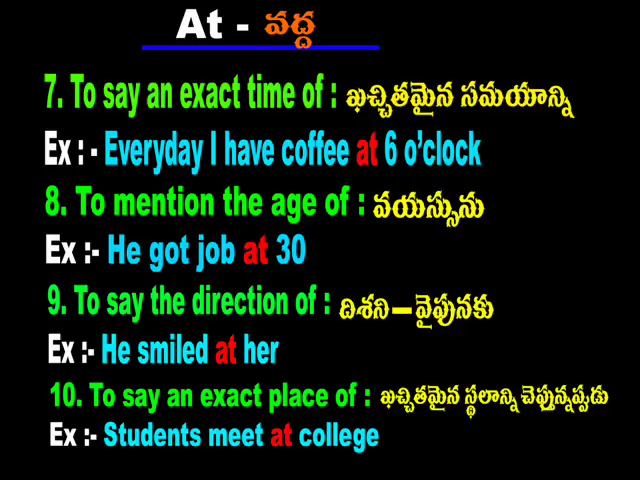 At - వద్ద
7. To say an exact time of : ఖచ్చితమైన సమయాన్ని
Ex : - Everyday I have coffee at 6 o'clock
8. To mention the age of : వయస్సును
Ex :- He got job at 30
9. To say the direction of : దిశని – వైపునకు
Ex :- He smiled at her
10. To say an exact place of : ఖచ్చితమైన స్థలాన్ని చెప్తున్నప్పడు
Ex :- Students meet at college